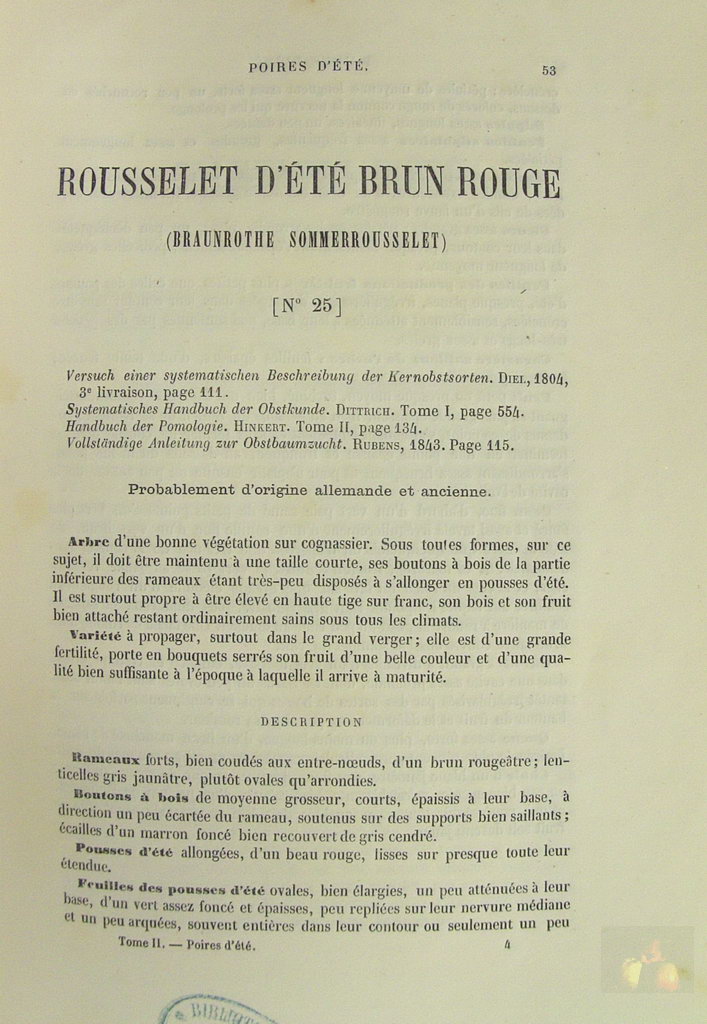 POIRES D'ÉTÉ.
53
ROUSSELET D'ÉTÉ BRUN ROUGE
(BRAUNROTHE SOMMERROUSSELET)
[N° 25]
Versuch einer systematischen Beschreibung der Kernobstsorten. DIEL, 1804,
3e livraison, page 111.
Systematisches Handbuch der Obstkunde. DITTRICH. Tome I, page 554.
Handbuch der Pomologie. HINKERT. Tome II, page 134.
Vollständige Anleitung zur Obstbaumzucht. RUBENS, 1843. Page 115.
Probablement d'origine allemande et ancienne.
Arbre d'une bonne végétation sur cognassier. Sous toutes formes, sur ce
sujet, il doit être maintenu à une taille courte, ses boutons à bois de la partie
inférieure des rameaux étant très-peu disposés à s'allonger en pousses d'été.
Il est surtout propre à être élevé en haute tige sur franc, son bois et son fruit
bien attaché restant ordinairement sains sous tous les climats.
Variété à propager, surtout dans le grand verger; elle est d'une grande
fertilité, porte en bouquets serrés son fruit d'une belle couleur et d'une qua-
lité bien suffisante à l'époque à laquelle il arrive à maturité.
DESCRIPTION
Rameaux forts, bien coudés aux entre-nœuds, d'un brun rougeâtre; len-
ticelles gris jaunâtre, plutôt ovales qu'arrondies.
Boutons à bois de moyenne grosseur, courts, épaissis à leur base, à
direction un peu écartée du rameau, soutenus sur des supports bien saillants;
écailles d'un marron foncé bien recouvert de gris cendré.
Pousses d'été allongées, d'un beau rouge, lisses sur presque toute leur
étendue.
Feuilles des pousses d'été ovales, bien élargies, un peu atténuées à leur
base, d'un vert assez foncé et épaisses, peu repliées sur leur nervure médiane
et un peu arquées, souvent entières dans leur contour ou seulement un peu
Tome II. — Poires d'été.
4